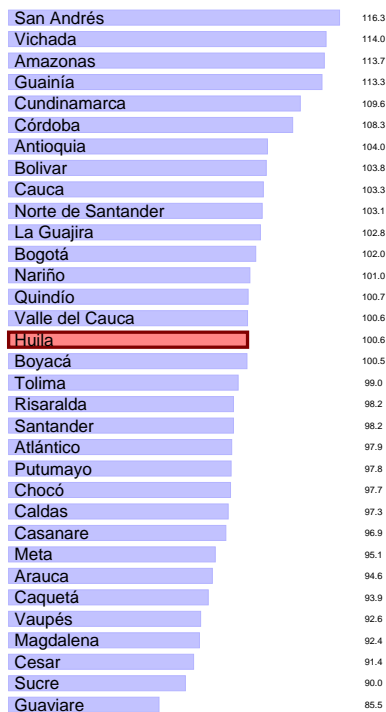 San Andrés 116.3
Vichada 114.0
Amazonas 113.7
Guainía 113.3
Cundinamarca 109.6
Córdoba 108.3
Antioquia 104.0
Bolivar 103.8
Cauca 103.3
Norte de Santander 103.1
La Guajira 102.8
Bogotá 102.0
Nariño 101.0
Quindío 100.7
Valle del Cauca 100.6
Huila 100.6
Boyacá 100.5
Tolima 99.0
Risaralda 98.2
Santander 98.2
Atlántico 97.9
Putumayo 97.8
Chocó 97.7
Caldas 97.3
Casanare 96.9
Meta 95.1
Arauca 94.6
Caquetá 93.9
Vaupés 92.6
Magdalena 92.4
Cesar 91.4
Sucre 90.0
Guaviare 85.5